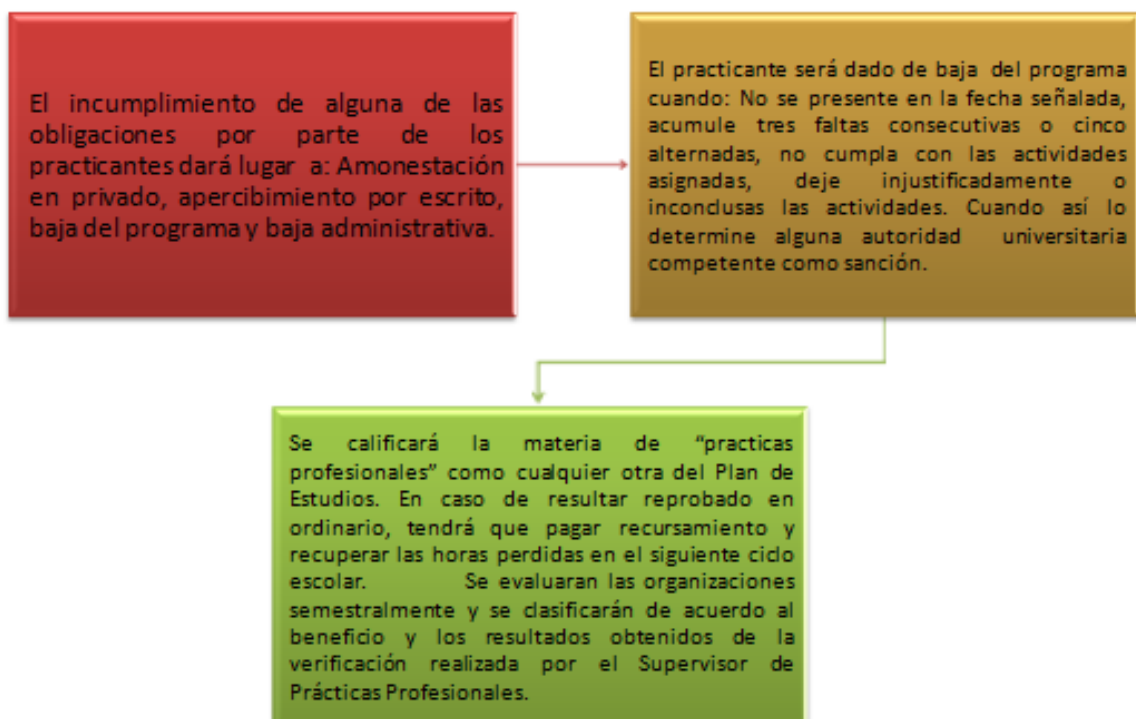 El incumplimiento de alguna de las
obligaciones por parte de los
practicantes dará lugar a: Amonestación
en privado, apercibimiento por escrito,
baja del programa y baja administrativa.
El practicante será dado de baja del programa
cuando: No se presente en la fecha señalada,
acumule tres faltas consecutivas o cinco
alternadas, no cumpla con las actividades
asignadas, deje injustificadamente o
inconclusas las actividades. Cuando así lo
determine alguna autoridad universitaria
competente como sanción.
Se calificará la materia de “practicas
profesionales” como cualquier otra del Plan de
Estudios. En caso de resultar reprobado en
ordinario, tendrá que pagar recursamiento y
recuperar las horas perdidas en el siguiente ciclo
escolar. Se evaluaran las organizaciones
semestralmente y se clasificarán de acuerdo al
beneficio y los resultados obtenidos de la
verificación realizada por el Supervisor de
Prácticas Profesionales.